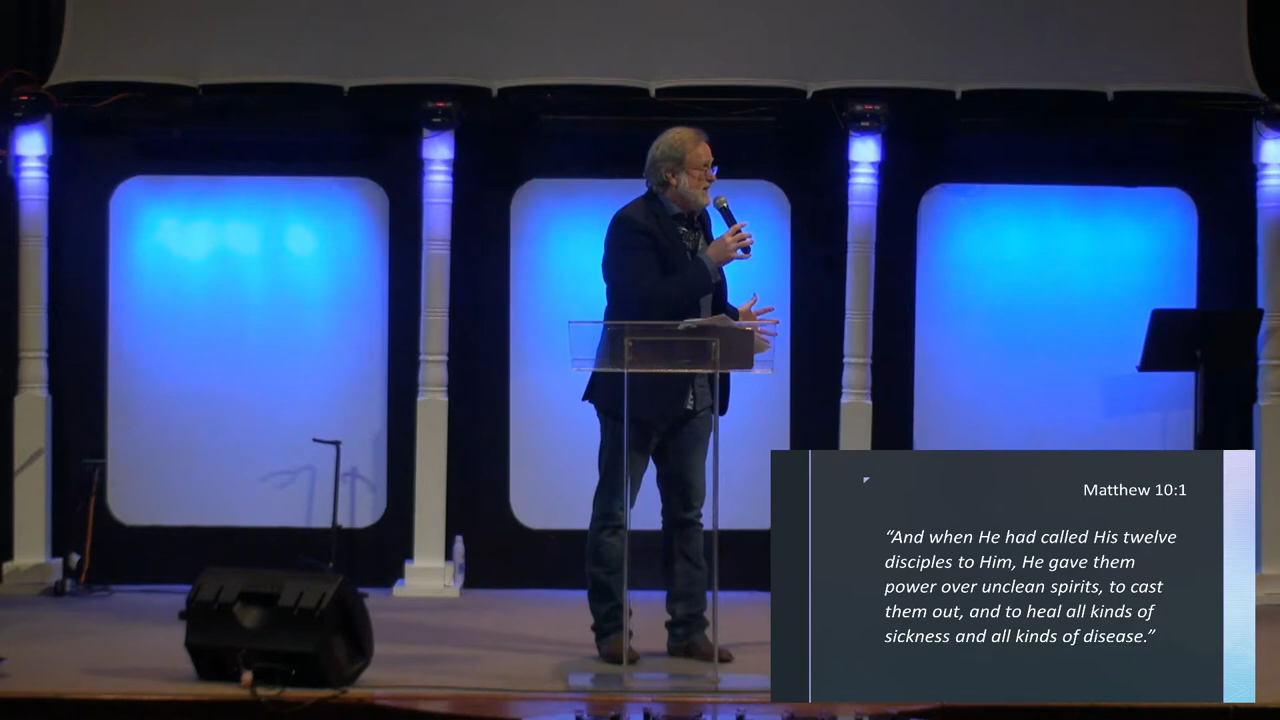 Matthew 10:1
“And when He had called His twelve
disciples to Him, He gave them
power over unclean spirits, to cast
them out, and to heal all kinds of
sickness and all kinds of disease.”